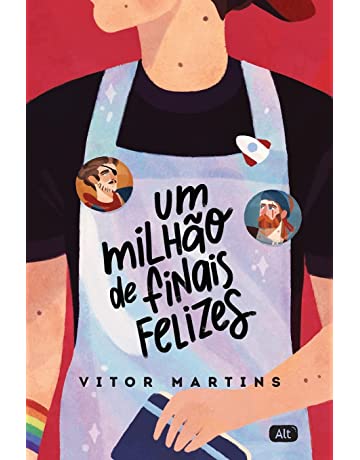 um
milhão
de finais
felizes
VITOR MARTINS
Alt